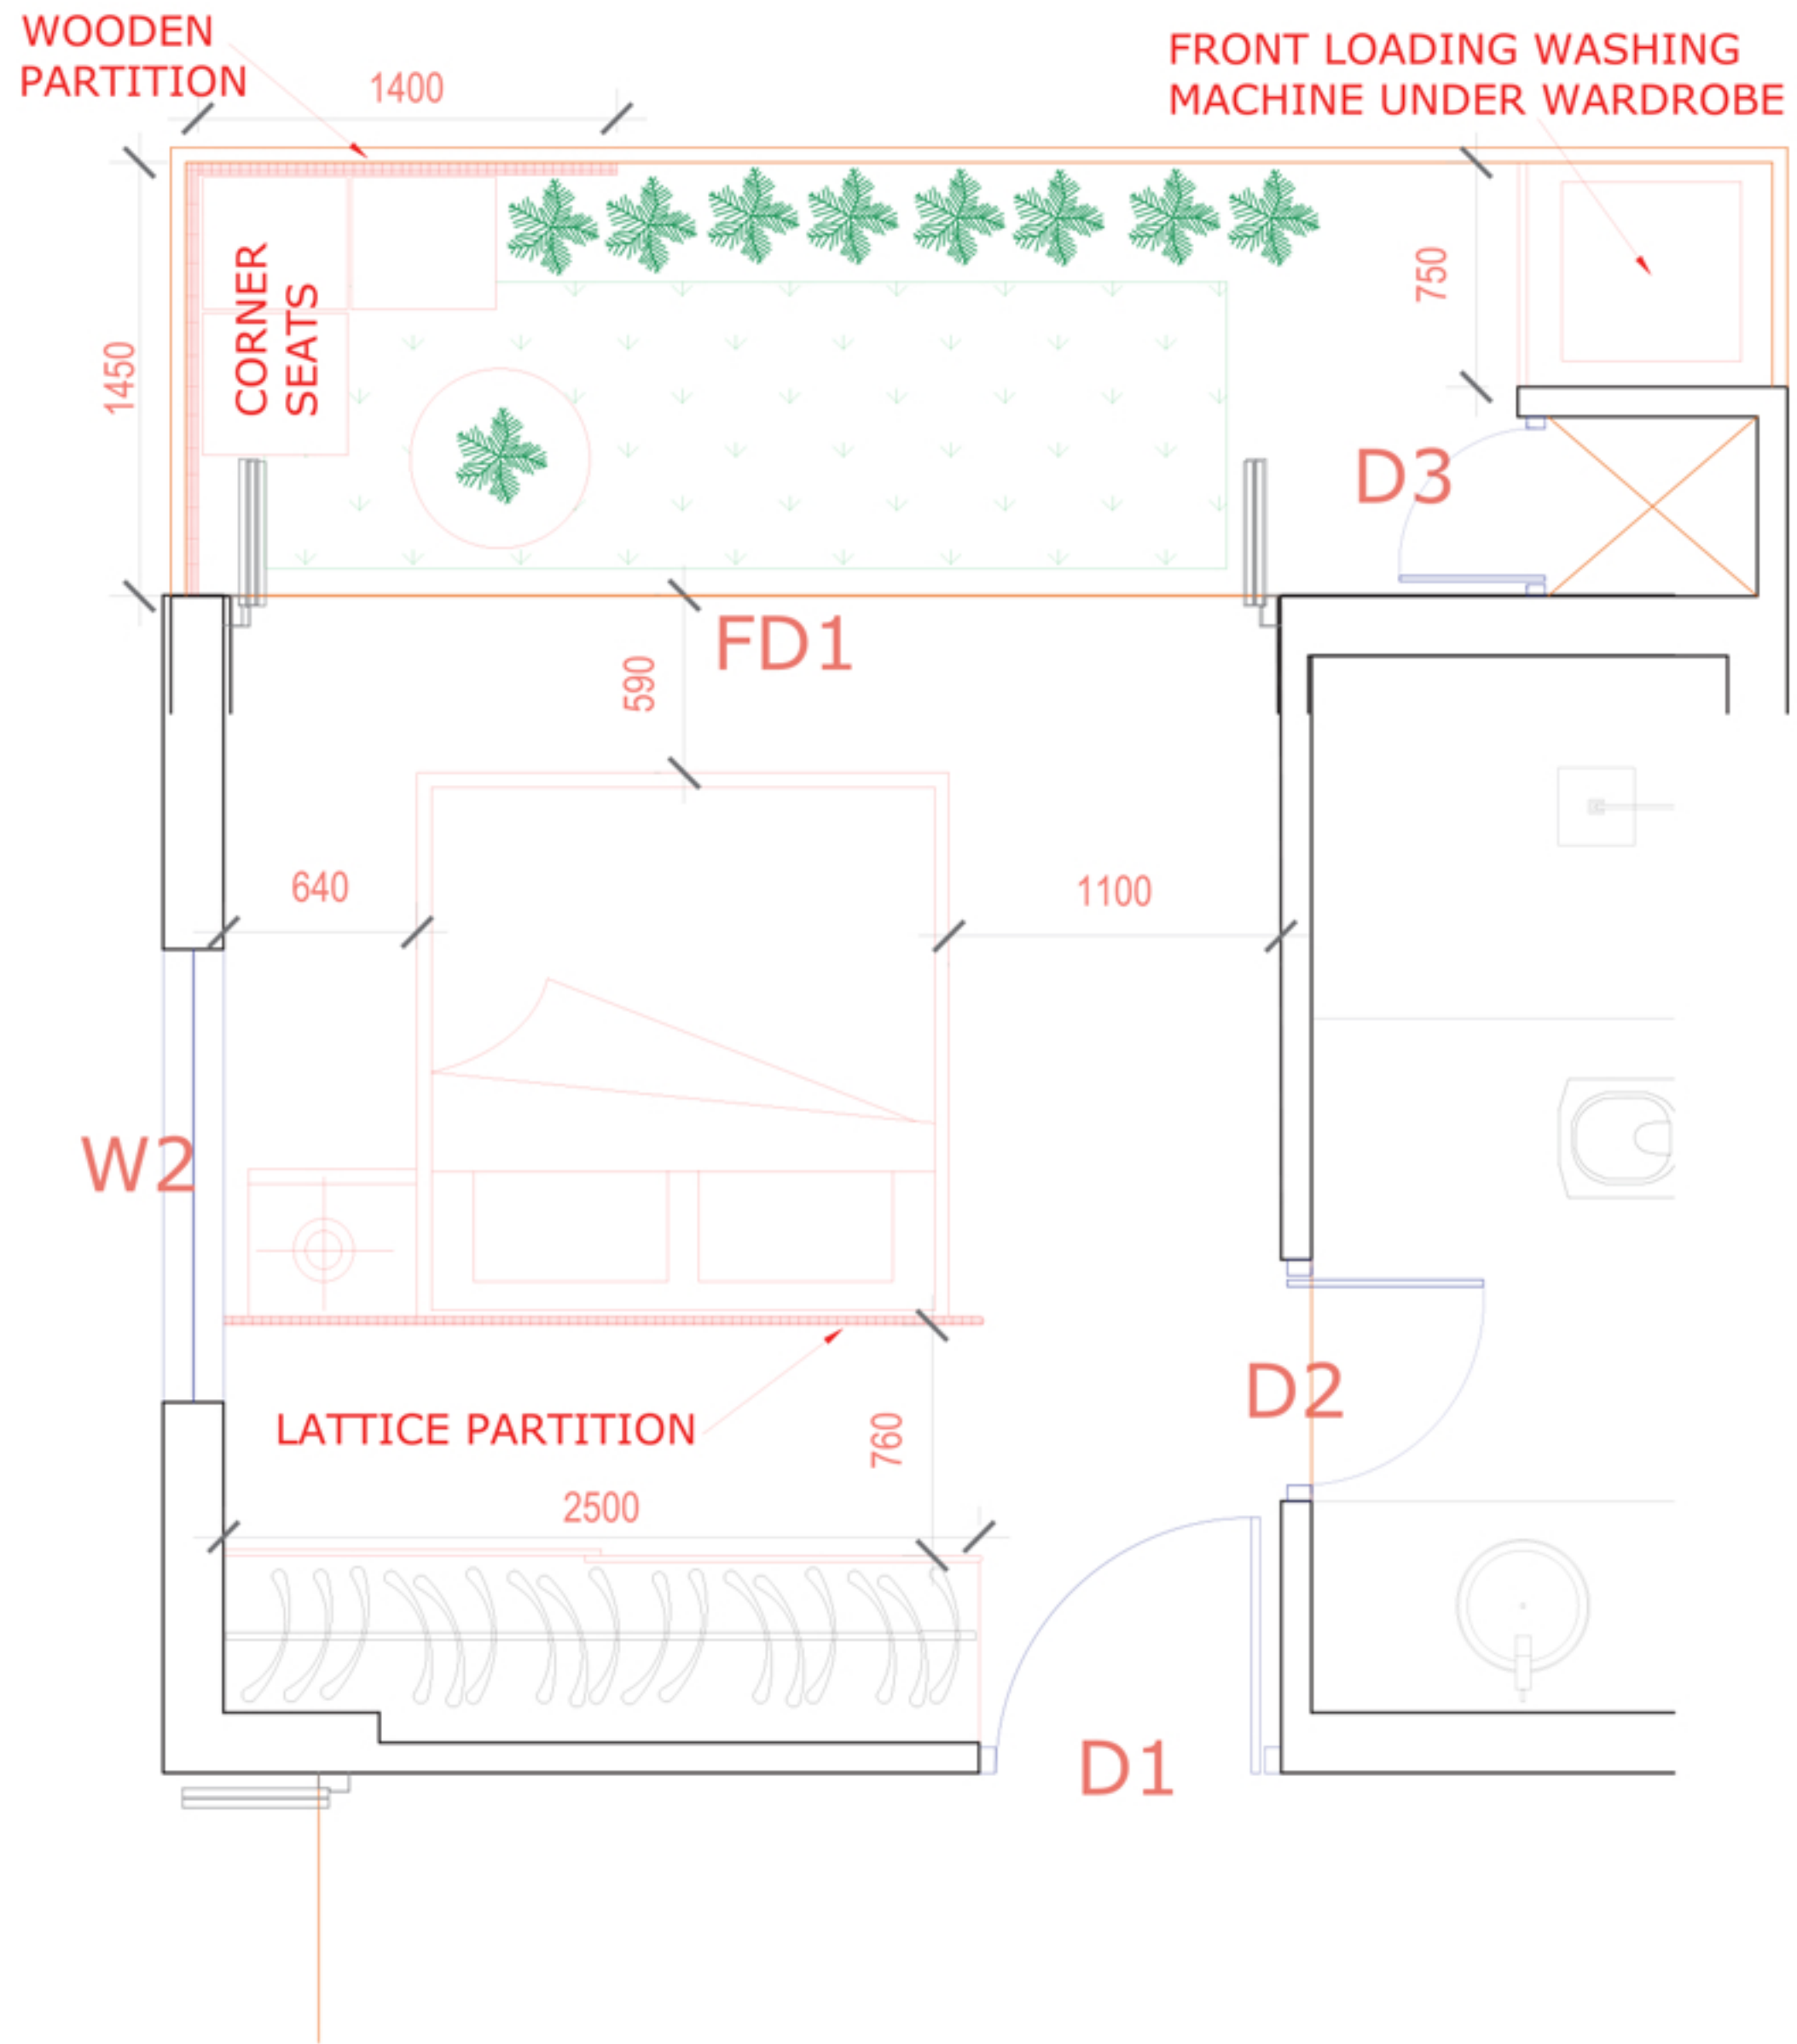 WOODEN
PARTITION
1400
FRONT LOADING WASHING
MACHINE UNDER WARDROBE
CORNER
SEATS
750
1450
D3
FD1
590
640
1100
W2
D2
LATTICE PARTITION
760
2500
D1